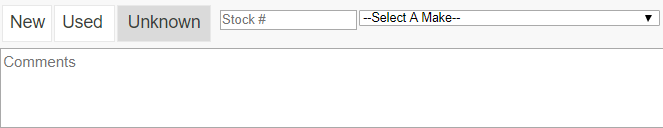 New Used Unknown Stock # --Select A Make--
Comments